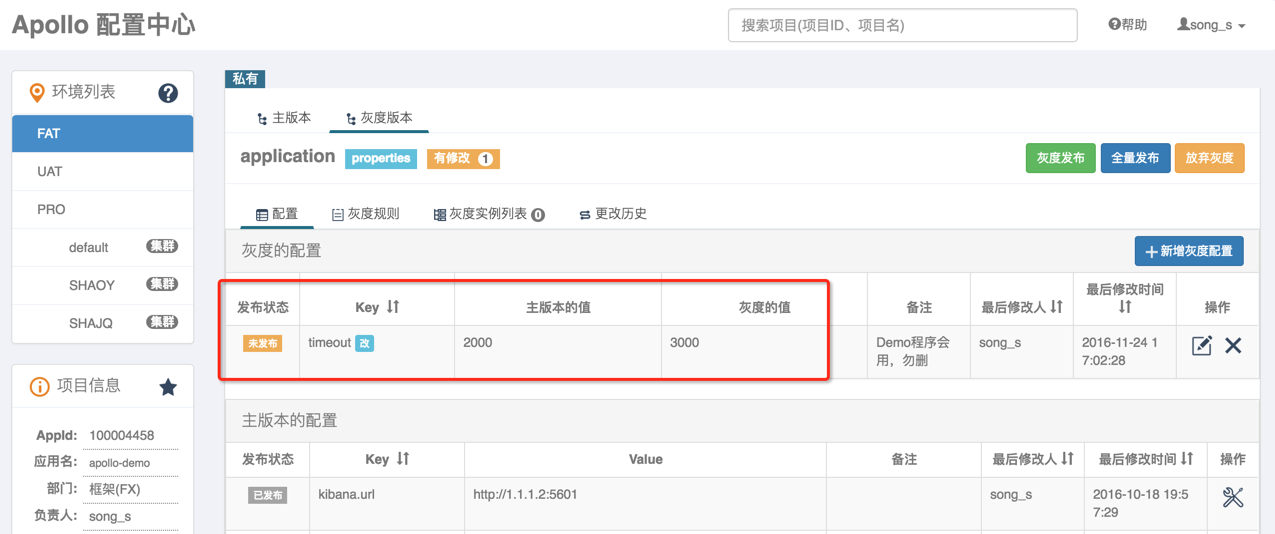 Apollo 配置中心
搜索项目(项目ID、项目名)
帮助
song_s
环境列表
FAT
UAT
PRO
default 集群
SHAOY 集群
SHAJQ 集群
项目信息
AppId: 100004458
应用名: apollo-demo
部门: 框架(FX)
负责人: song_s
私有
主版本 灰度版本
application properties 有修改 1
灰度发布 全量发布 放弃灰度
配置 灰度规则 灰度实例列表 0 更改历史
灰度的配置
新增灰度配置
发布状态 Key 主版本的值 灰度的值 备注 最后修改人 最后修改时间 操作
未发布 timeout 改 2000 3000 Demo程序会 song_s 2016-11-24 1
用，勿删 7:02:28
主版本的配置
发布状态 Key Value 备注 最后修改人 最后修改时间 操作
已发布 kibana.url http://1.1.1.2:5601 song_s 2016-10-18 19:5
7:29